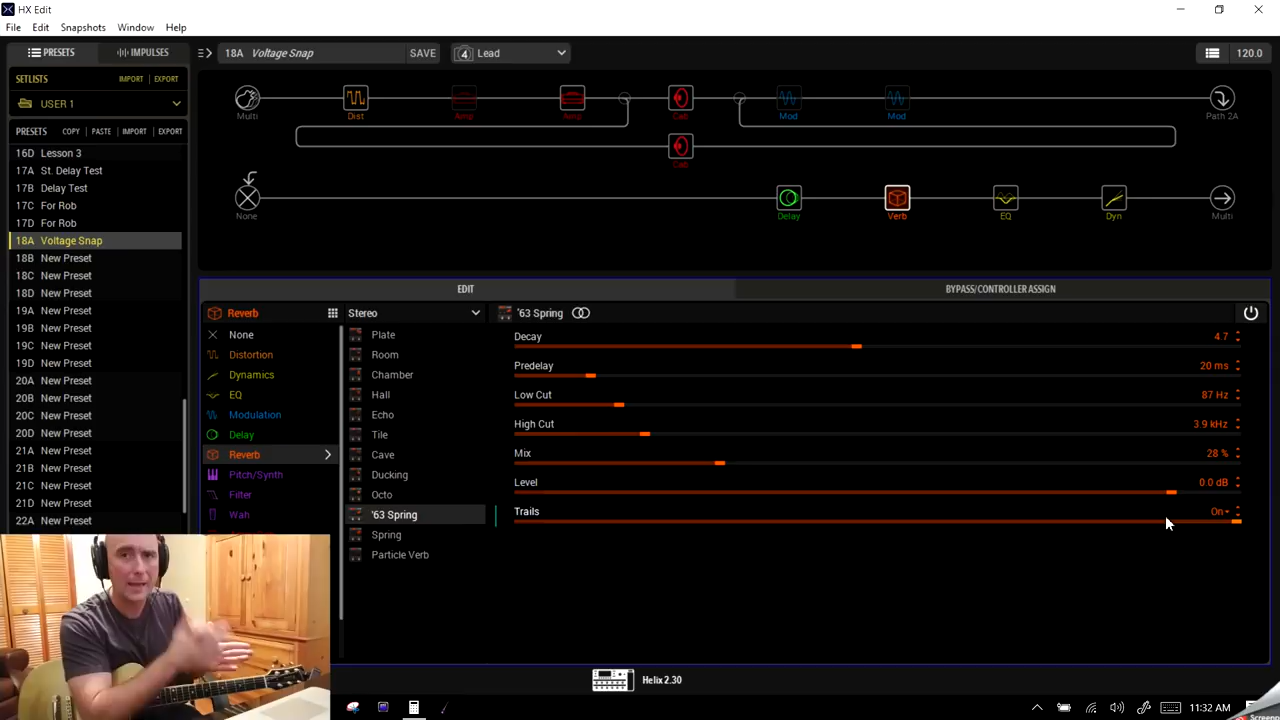 HX Edit
File Edit Snapshots Window Help
PRESETS IMPULSES
18A Voltage Snap SAVE
4 Lead
120.0
SETLISTS IMPORT EXPORT
USER 1
PRESETS COPY PASTE IMPORT EXPORT
16D Lesson 3
17A St. Delay Test
17B Delay Test
17C For Rob
17D For Rob
18A Voltage Snap
18B New Preset
18C New Preset
18D New Preset
19A New Preset
19B New Preset
19C New Preset
19D New Preset
20A New Preset
20B New Preset
20C New Preset
20D New Preset
21A New Preset
21B New Preset
21C New Preset
21D New Preset
22A New Preset
Multi Dist Amp Amp Cab Mod Mod Path 2A
Cab
None Delay Verb EQ Dyn Multi
EDIT BYPASS/CONTROLLER ASSIGN
Reverb
None
Distortion
Dynamics
EQ
Modulation
Delay
Reverb
Pitch/Synth
Filter
Wah
Stereo
Plate
Room
Chamber
Hall
Echo
Tile
Cave
Ducking
Octo
'63 Spring
Spring
Particle Verb
'63 Spring
Decay 4.7
Predelay 20 ms
Low Cut 87 Hz
High Cut 3.9 kHz
Mix 28 %
Level 0.0 dB
Trails On
Helix 2.30
11:32 AM